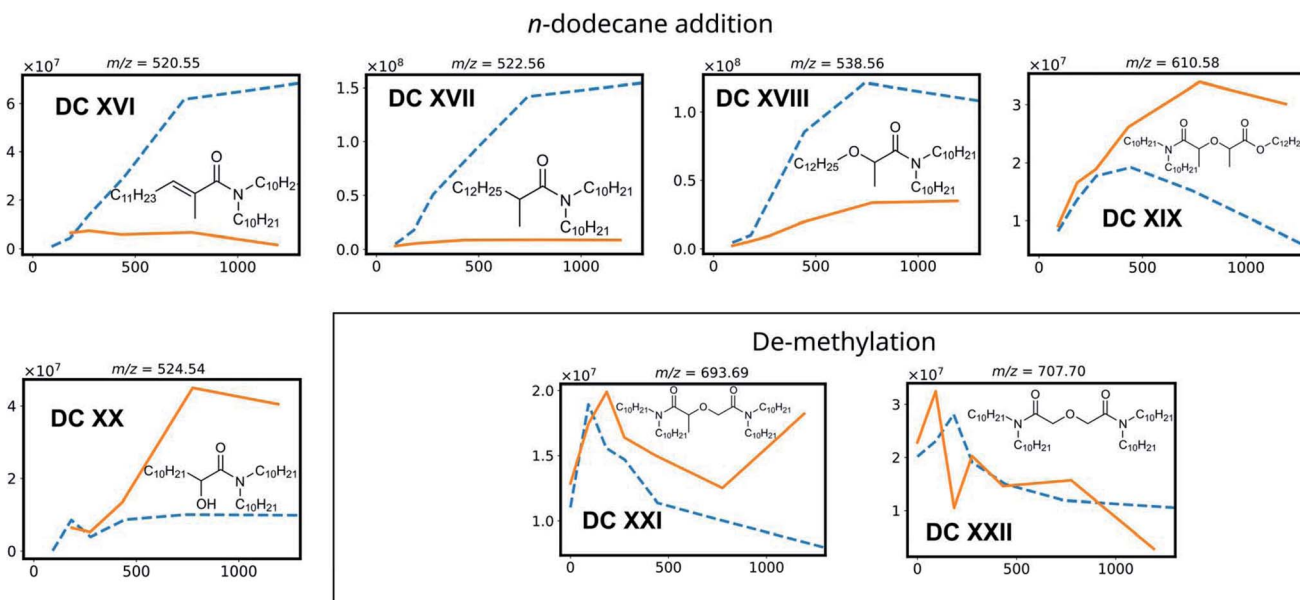 n-dodecane addition
×10⁷ m/z = 520.55
DC XVI
6
4
2
0
0 500 1000
C₁₁H₂₃ O N C₁₀H₂₁
C₁₀H₂₁
×10⁸ m/z = 522.56
DC XVII
1.5
1.0
0.5
0.0
0 500 1000
C₁₂H₂₅ O N C₁₀H₂₁
C₁₀H₂₁
×10⁸ m/z = 538.56
DC XVIII
1.0
0.5
0.0
0 500 1000
C₁₂H₂₅ O O N C₁₀H₂₁
C₁₀H₂₁
×10⁷ m/z = 610.58
3
2
1
0 500 1000
C₁₀H₂₁ N O O O O
C₁₀H₂₁
DC XIX
×10⁷ m/z = 524.54
DC XX
4
2
0
0 500 1000
C₁₀H₂₁ O N C₁₀H₂₁
OH C₁₀H₂₁
De-methylation
×10⁷ m/z = 693.69
2.0
1.5
1.0
0 500 1000
C₁₀H₂₁ N O O O N C₁₀H₂₁
C₁₀H₂₁ C₁₀H₂₁
DC XXI
×10⁷ m/z = 707.70
3
2
1
0 500 1000
C₁₀H₂₁ N O O O N C₁₀H₂₁
C₁₀H₂₁ C₁₀H₂₁
DC XXII